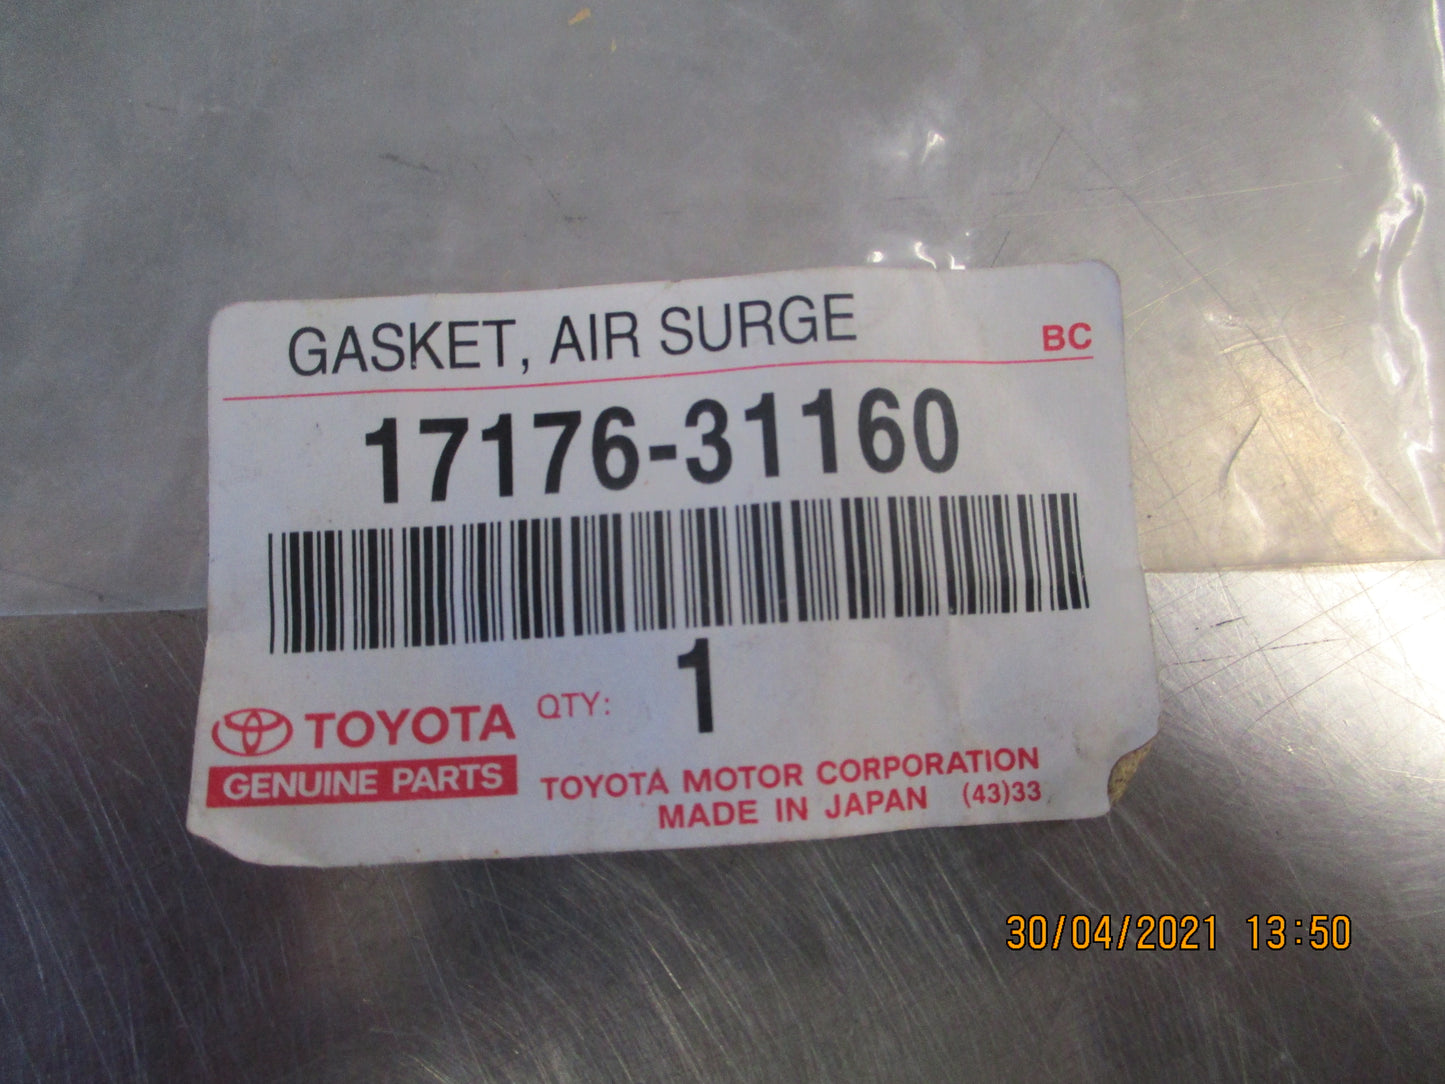 GASKET, AIR SURGE
BC
17176-31160
QTY: 1
TOYOTA
GENUINE PARTS
TOYOTA MOTOR CORPORATION
MADE IN JAPAN (43)33
30/04/2021 13:50